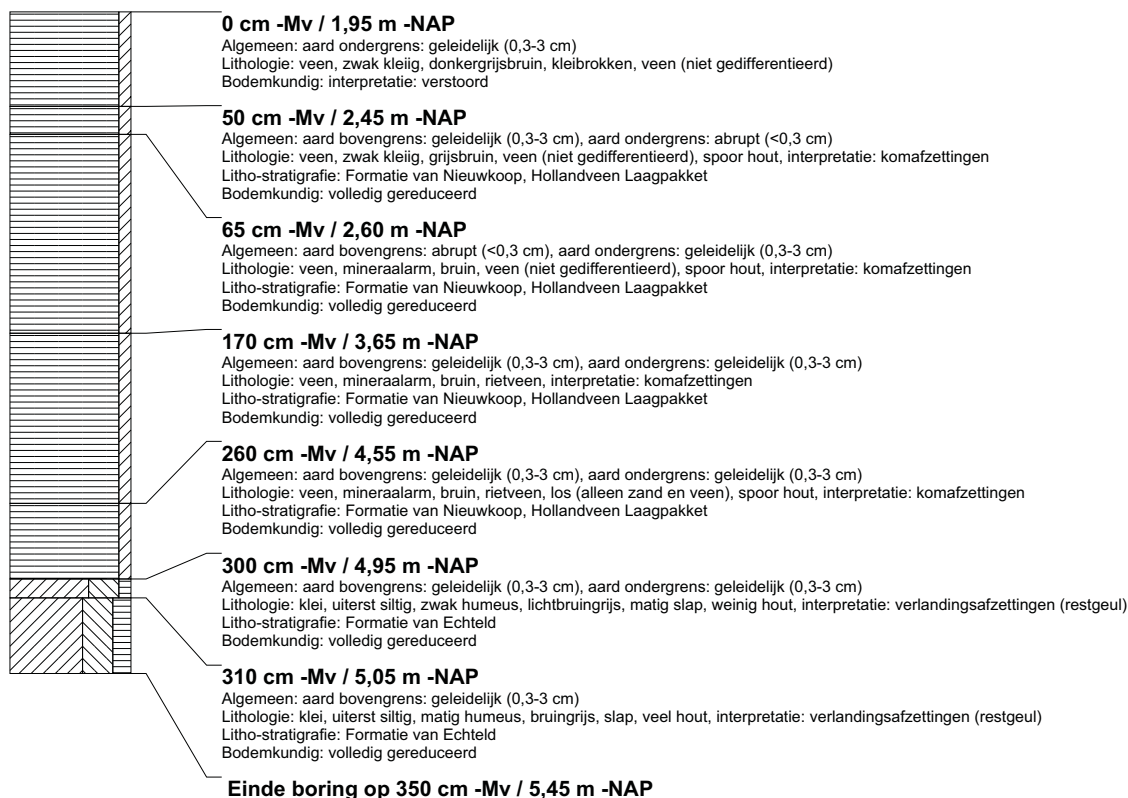 0 cm -Mv / 1,95 m -NAP
Algemeen: aard ondergrens: geleidelijk (0,3-3 cm)
Lithologie: veen, zwak kleiig, donkergrijsbruin, kleibrokken, veen (niet gedifferentieerd)
Bodemkundig: interpretatie: verstoord
50 cm -Mv / 2,45 m -NAP
Algemeen: aard bovengrens: geleidelijk (0,3-3 cm), aard ondergrens: abrupt (<0,3 cm)
Lithologie: veen, zwak kleiig, grijsbruin, veen (niet gedifferentieerd), spoor hout, interpretatie: komafzettingen
Litho-stratigrafie: Formatie van Nieuwkoop, Hollandveen Laagpakket
Bodemkundig: volledig gereduceerd
65 cm -Mv / 2,60 m -NAP
Algemeen: aard bovengrens: abrupt (<0,3 cm), aard ondergrens: geleidelijk (0,3-3 cm)
Lithologie: veen, mineraalarm, bruin, veen (niet gedifferentieerd), spoor hout, interpretatie: komafzettingen
Litho-stratigrafie: Formatie van Nieuwkoop, Hollandveen Laagpakket
Bodemkundig: volledig gereduceerd
170 cm -Mv / 3,65 m -NAP
Algemeen: aard bovengrens: geleidelijk (0,3-3 cm), aard ondergrens: geleidelijk (0,3-3 cm)
Lithologie: veen, mineraalarm, bruin, rietveen, interpretatie: komafzettingen
Litho-stratigrafie: Formatie van Nieuwkoop, Hollandveen Laagpakket
Bodemkundig: volledig gereduceerd
260 cm -Mv / 4,55 m -NAP
Algemeen: aard bovengrens: geleidelijk (0,3-3 cm), aard ondergrens: geleidelijk (0,3-3 cm)
Lithologie: veen, mineraalarm, bruin, rietveen, los (alleen zand en veen), spoor hout, interpretatie: komafzettingen
Litho-stratigrafie: Formatie van Nieuwkoop, Hollandveen Laagpakket
Bodemkundig: volledig gereduceerd
300 cm -Mv / 4,95 m -NAP
Algemeen: aard bovengrens: geleidelijk (0,3-3 cm), aard ondergrens: geleidelijk (0,3-3 cm)
Lithologie: klei, uiterst siltig, zwak humeus, lichtbruingrijs, matig slap, weinig hout, interpretatie: verlandingsafzettingen (restgeul)
Litho-stratigrafie: Formatie van Echteld
Bodemkundig: volledig gereduceerd
310 cm -Mv / 5,05 m -NAP
Algemeen: aard bovengrens: geleidelijk (0,3-3 cm)
Lithologie: klei, uiterst siltig, matig humeus, bruingrijs, slap, veel hout, interpretatie: verlandingsafzettingen (restgeul)
Litho-stratigrafie: Formatie van Echteld
Bodemkundig: volledig gereduceerd
Einde boring op 350 cm -Mv / 5,45 m -NAP